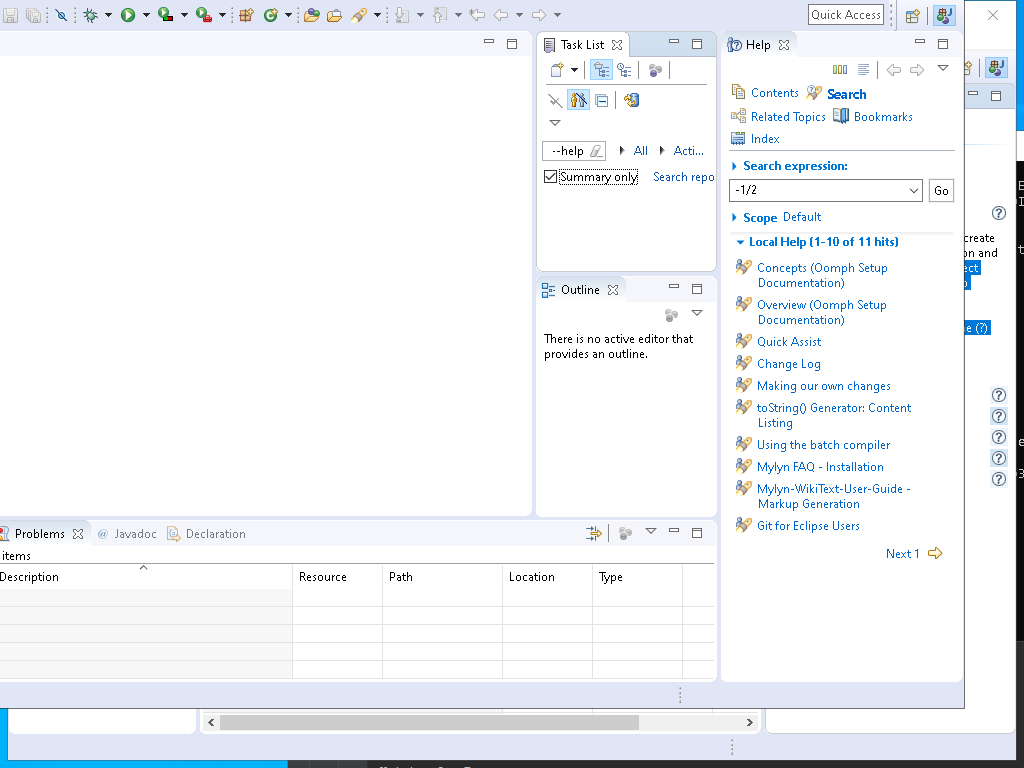 Quick Access
Task List
--help
All
Acti...
Summary only
Search repo
Outline
There is no active editor that
provides an outline.
Help
Contents
Search
Related Topics
Bookmarks
Index
Search expression:
-1/2
Go
Scope Default
Local Help (1-10 of 11 hits)
Concepts (Oomph Setup
Documentation)
Overview (Oomph Setup
Documentation)
Quick Assist
Change Log
Making our own changes
toString() Generator: Content
Listing
Using the batch compiler
Mylyn FAQ - Installation
Mylyn-WikiText-User-Guide -
Markup Generation
Git for Eclipse Users
Next 1
create
on and
ect
e (?)
Problems
@ Javadoc
Declaration
items
Description
Resource
Path
Location
Type